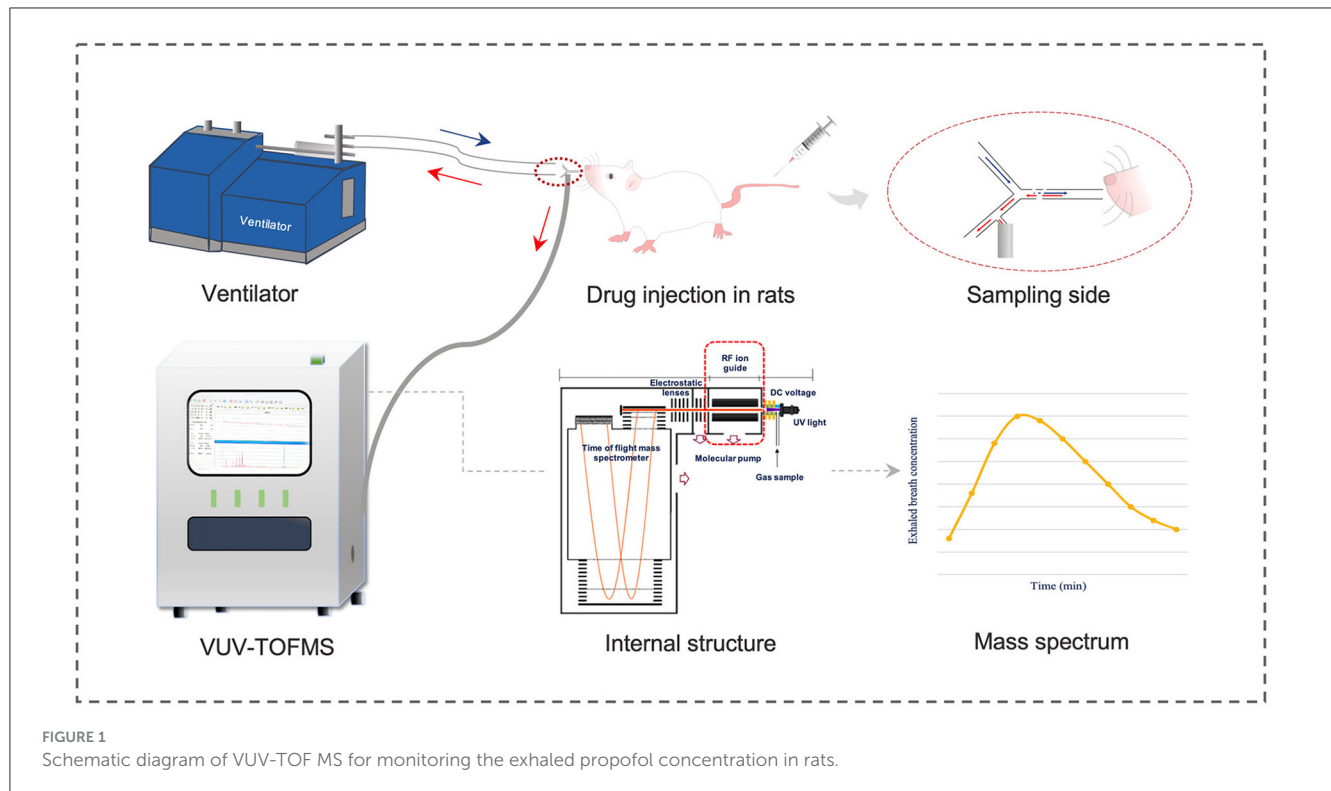 Ventilator
Ventilator
Drug injection in rats
Sampling side
RF ion
guide
Electrostatic
lenses
DC voltage
UV light
Time of flight mass
spectrometer
Molecular pump
Gas sample
Exhaled breath concentration
Time (min)
VUV-TOFMS
Internal structure
Mass spectrum
FIGURE 1
Schematic diagram of VUV-TOF MS for monitoring the exhaled propofol concentration in rats.